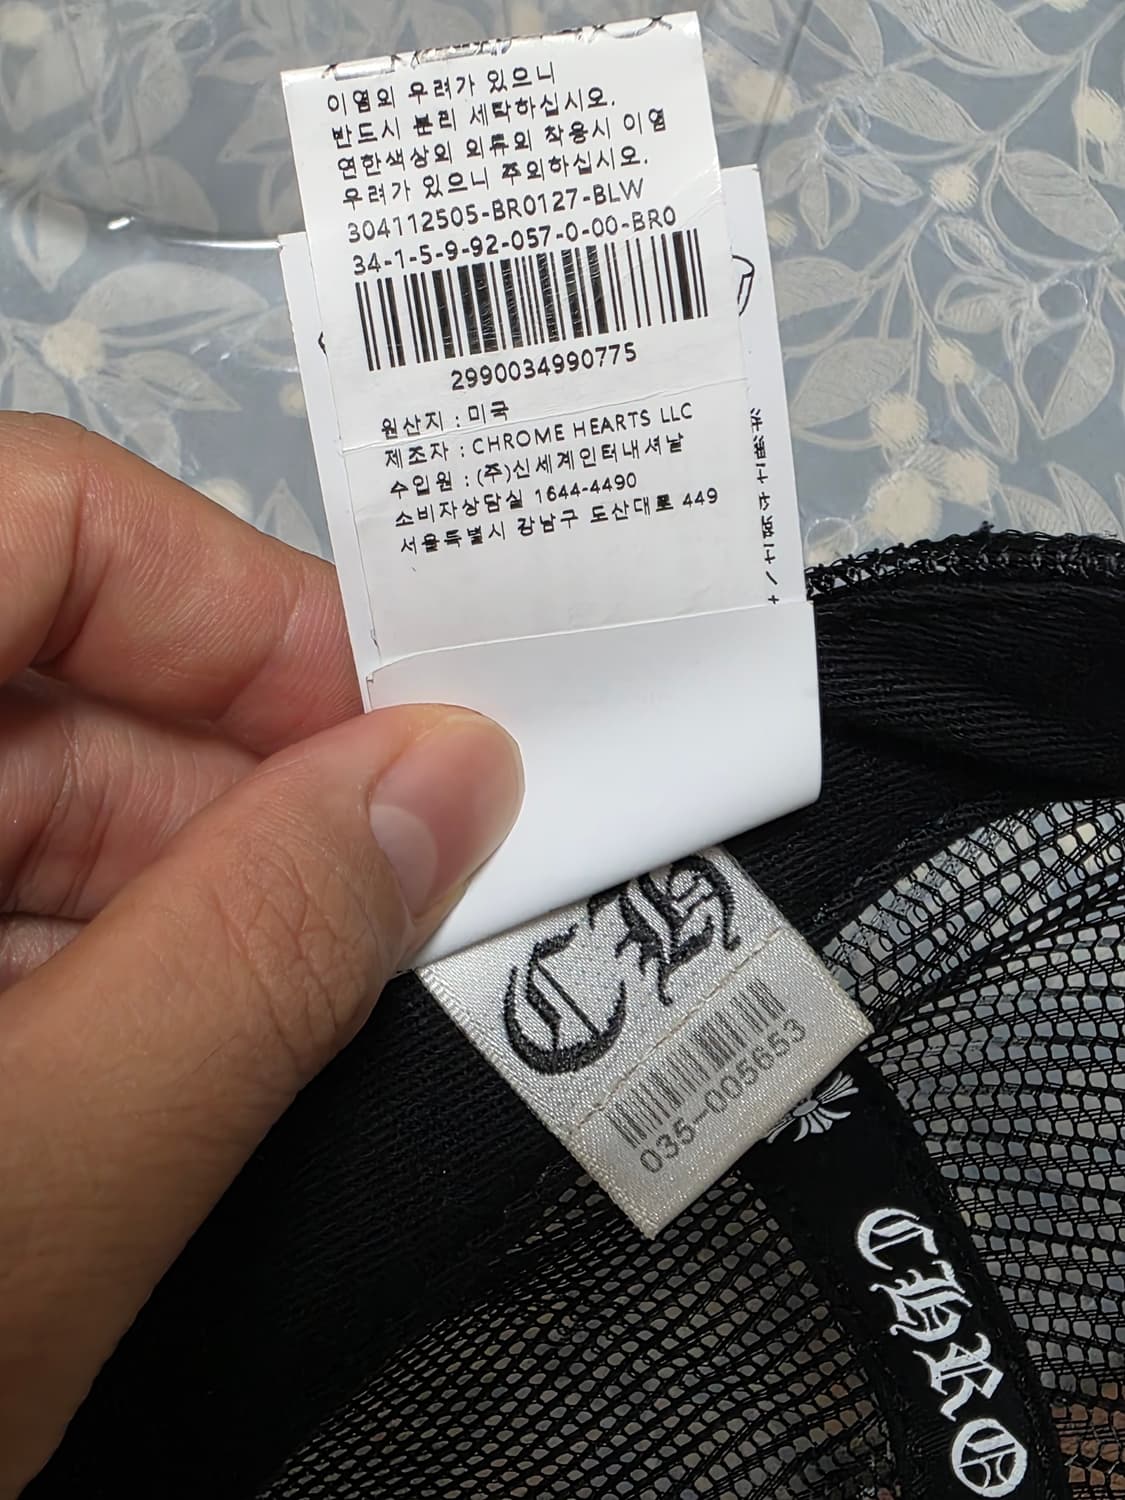 이염의 우려가 있으니
반드시 분리 세탁하십시오.
연한색상의 의류의 착용시 이염
우려가 있으니 주의하십시오.
304112505-BR0127-BLW
34-1-5-9-92-057-0-00-BRO
2990034990775
원산지 : 미국
제조자 : CHROME HEARTS LLC
수입원 : (주)신세계인터내셔날
소비자상담실 1644-4490
서울특별시 강남구 도산대로 449
CH
035-005653
CHRO